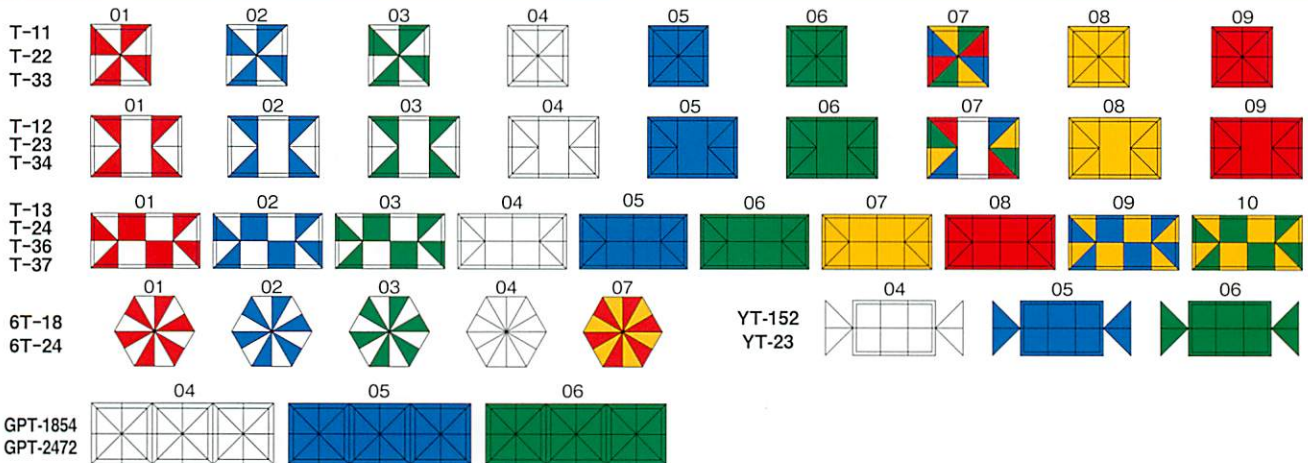 01 02 03 04 05 06 07 08 09
T-11
T-22
T-33
01 02 03 04 05 06 07 08 09
T-12
T-23
T-34
01 02 03 04 05 06 07 08 09 10
T-13
T-24
T-36
T-37
01 02 03 04 07
6T-18
6T-24
04 05 06
YT-152
YT-23
04 05 06
GPT-1854
GPT-2472